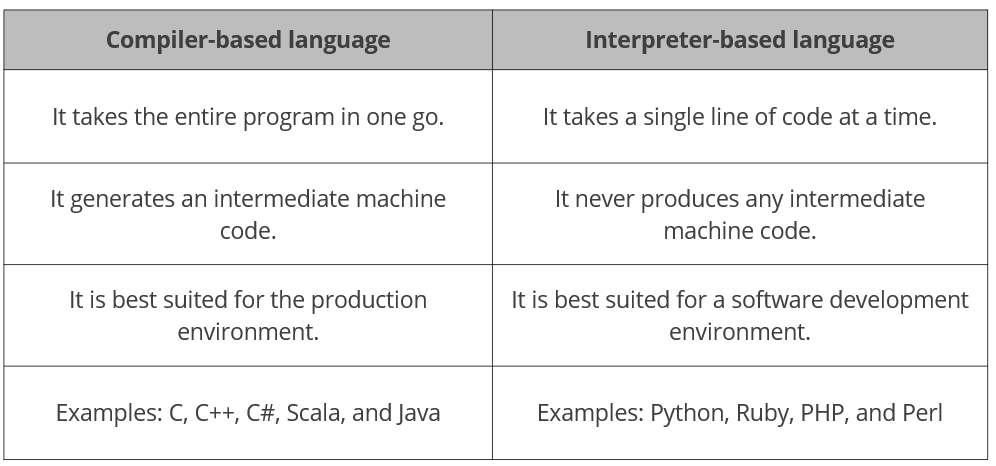 Compiler-based language
Interpreter-based language
It takes the entire program in one go.
It takes a single line of code at a time.
It generates an intermediate machine
code.
It never produces any intermediate
machine code.
It is best suited for the production
environment.
It is best suited for a software development
environment.
Examples: C, C++, C#, Scala, and Java
Examples: Python, Ruby, PHP, and Perl